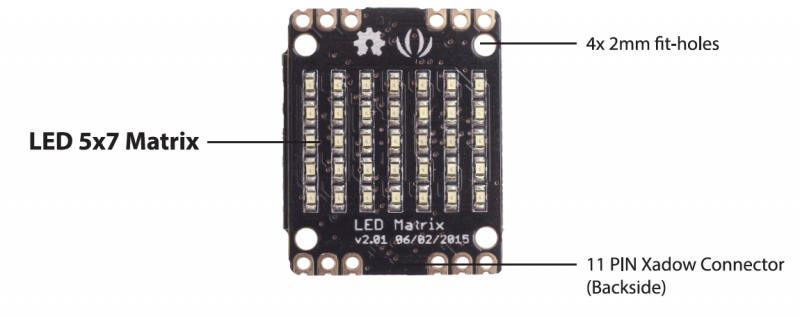 4x 2mm fit-holes
LED 5x7 Matrix
LED Matrix
v2.01 06/02/2015
11 PIN Xadow Connector
(Backside)